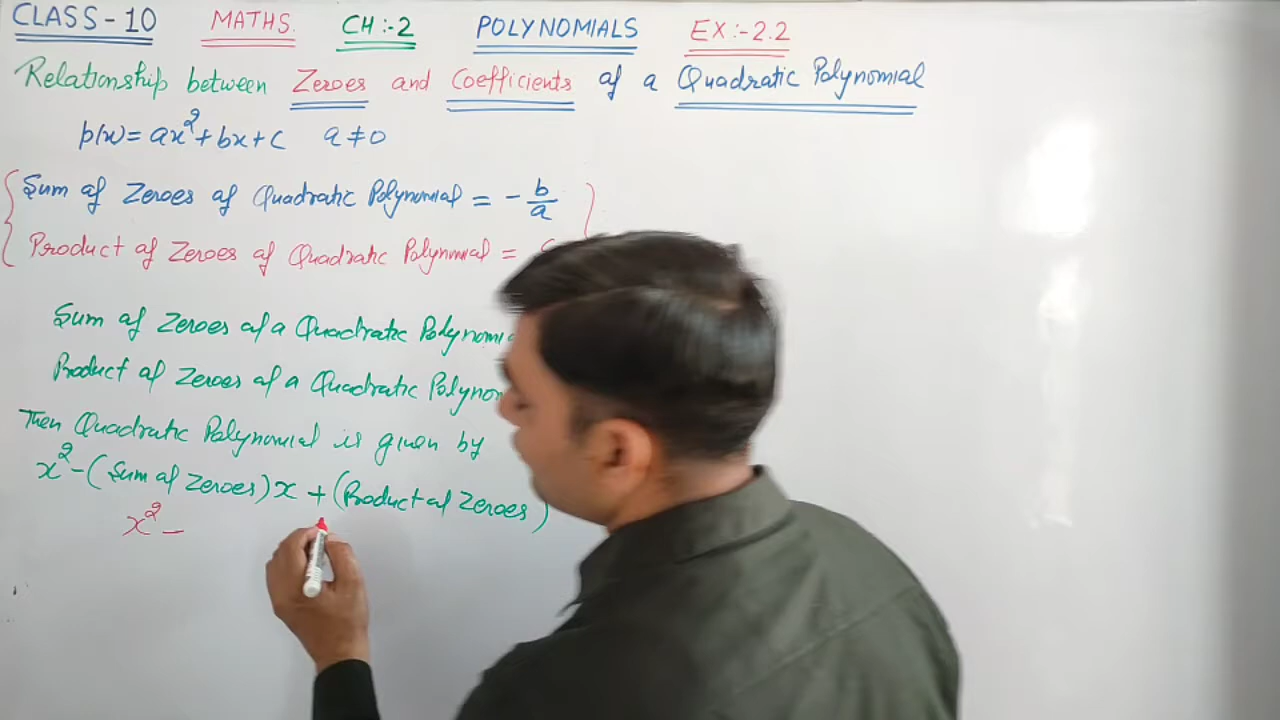 CLASS-10 MATHS. CH:-2 POLYNOMIALS EX:-2.2
Relationship between Zeroes and Coefficients of a Quadratic Polynomial
p(x)= ax²+bx+c a≠0
Sum of Zeroes of Quadratic Polynomial = -b/a
Product of Zeroes of Quadratic Polynomial =
Sum of Zeroes of a Quadratic
Product of Zeroes of a Quadratic
Then Quadratic Polynomial is given by
x²-(Sum of Zeroes)x+(Product of Zeroes)
x²-